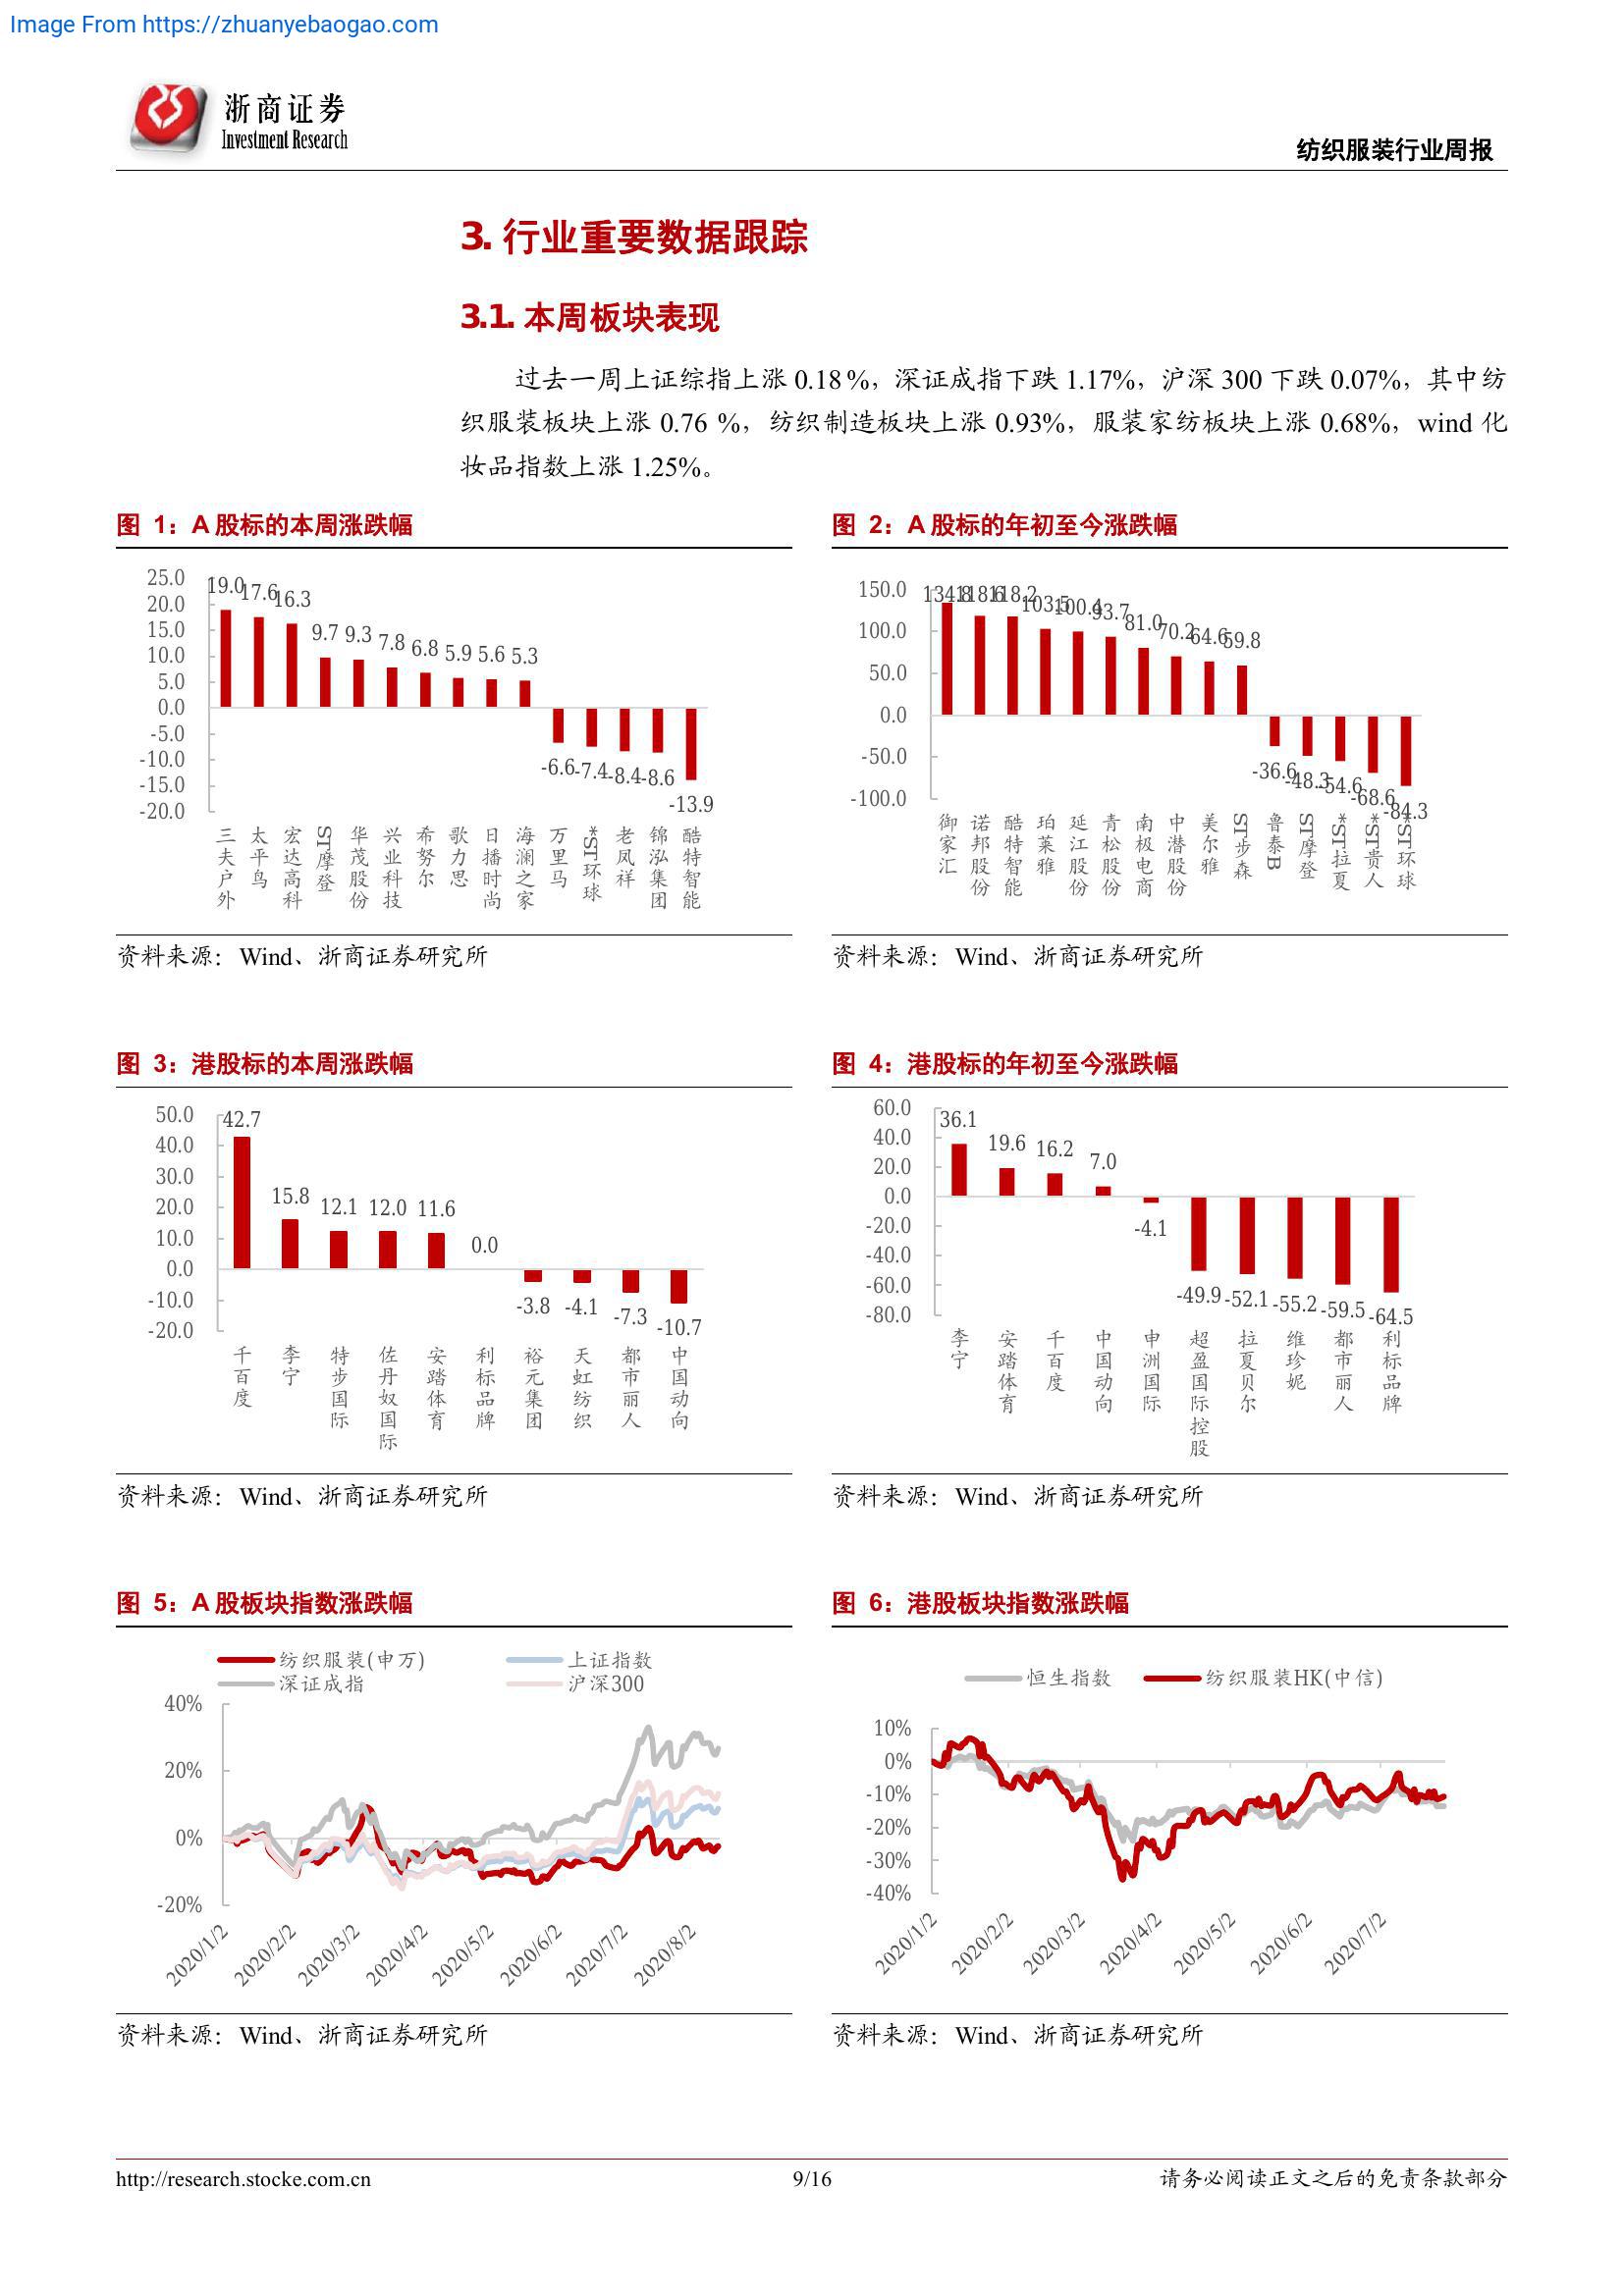 Image From https://zhuanyebaogao.com
浙商证券
Investment Research
纺织服装行业周报
3. 行业重要数据跟踪
3.1. 本周板块表现
过去一周上证综指上涨 0.18%，深证成指下跌 1.17%，沪深 300 下跌 0.07%，其中纺
织服装板块上涨 0.76 %，纺织制造板块上涨 0.93%，服装家纺板块上涨 0.68%，wind 化
妆品指数上涨 1.25%。
图 1：A 股标的本周涨跌幅
25.0
20.0
15.0
10.0
5.0
0.0
-5.0
-10.0
-15.0
-20.0
19.0 17.6 16.3 9.7 9.3 7.8 6.8 5.9 5.6 5.3 -6.6 -7.4 -8.4 -8.6 -13.9
三夫户外 太平鸟 宏达高科 ST摩登 华茂股份 兴业科技 希努尔 歌力思 日播时尚 海澜之家 万里马 *ST环球 老凤祥 锦泓集团 酷特智能
资料来源：Wind、浙商证券研究所
图 2：A 股标的年初至今涨跌幅
150.0
100.0
50.0
0.0
-50.0
-100.0
134.8 118.6 118.2 103.5 100.4 93.7 81.0 70.2 64.6 59.8 -36.6 -48.3 -54.6 -68.6 -84.3
御家汇 诺邦股份 酷特智能 珀莱雅 延江股份 青松股份 南极电商 中潜股份 美尔雅 ST步森 鲁泰B ST摩登 *ST拉夏 *ST贵人 *ST环球
资料来源：Wind、浙商证券研究所
图 3：港股标的本周涨跌幅
50.0
40.0
30.0
20.0
10.0
0.0
-10.0
-20.0
42.7 15.8 12.1 12.0 11.6 0.0 -3.8 -4.1 -7.3 -10.7
千百度 李宁 特步国际 佐丹奴国际 安踏体育 利标品牌 裕元集团 天虹纺织 都市丽人 中国动向
资料来源：Wind、浙商证券研究所
图 4：港股标的年初至今涨跌幅
60.0
40.0
20.0
0.0
-20.0
-40.0
-60.0
-80.0
36.1 19.6 16.2 7.0 -4.1 -49.9 -52.1 -55.2 -59.5 -64.5
李宁 安踏体育 千百度 中国动向 申洲国际 超盈国际控股 拉夏贝尔 维珍妮 都市丽人 利标品牌
资料来源：Wind、浙商证券研究所
图 5：A 股板块指数涨跌幅
纺织服装(申万) 上证指数
深证成指 沪深300
40%
20%
0%
-20%
2020/1/2 2020/2/2 2020/3/2 2020/4/2 2020/5/2 2020/6/2 2020/7/2 2020/8/2
资料来源：Wind、浙商证券研究所
图 6：港股板块指数涨跌幅
恒生指数 纺织服装HK(中信)
10%
0%
-10%
-20%
-30%
-40%
2020/1/2 2020/2/2 2020/3/2 2020/4/2 2020/5/2 2020/6/2 2020/7/2
资料来源：Wind、浙商证券研究所
http://research.stocke.com.cn 9/16 请务必阅读正文之后的免责条款部分